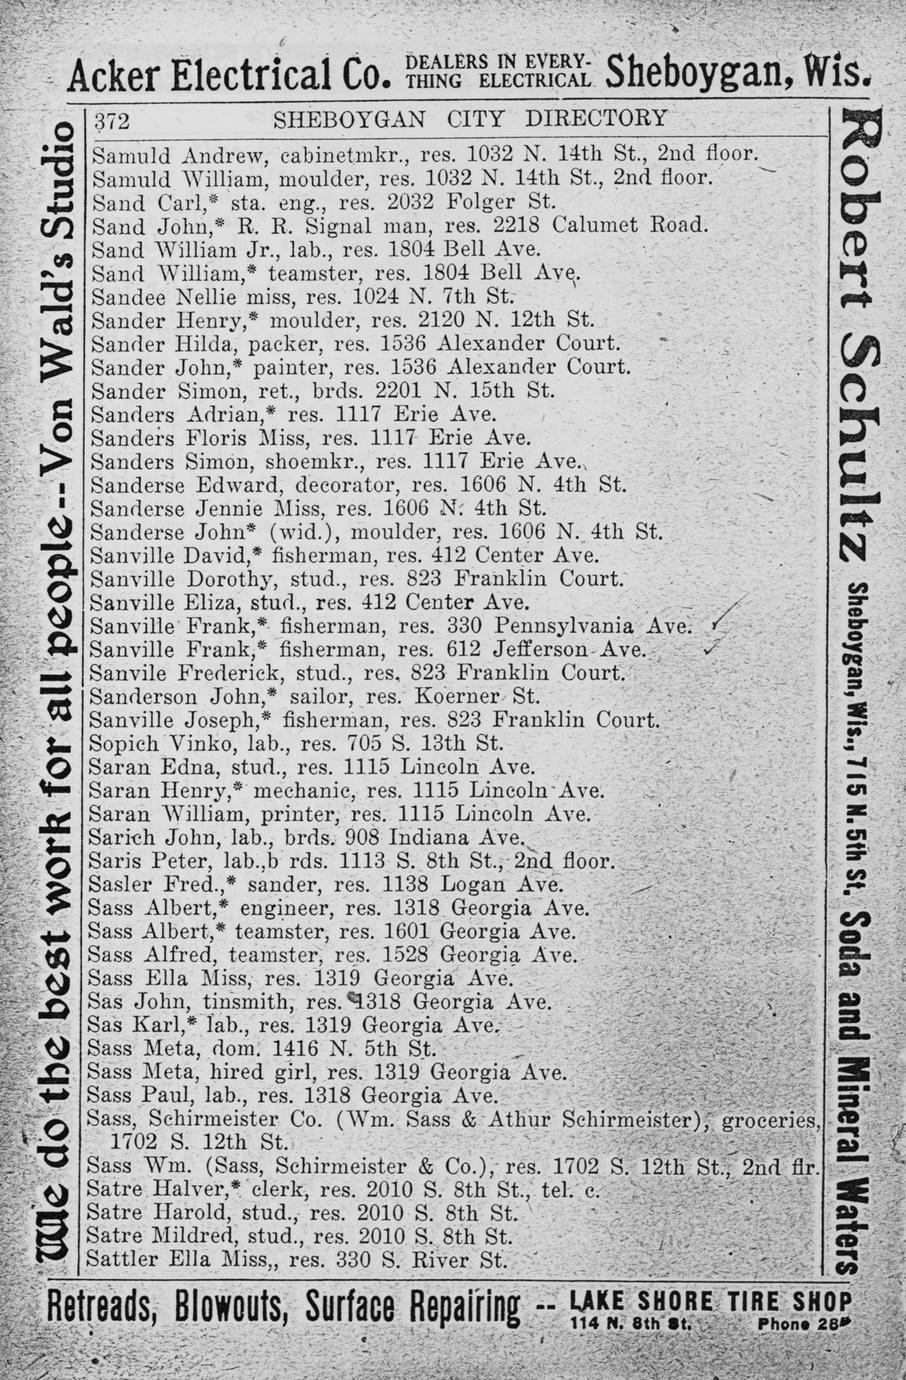 Acker Electrical Co. DEALERS IN EVERY-THING ELECTRICAL Sheboygan, Wis.
372 SHEBOYGAN CITY DIRECTORY
Samuld Andrew, cabinetmkr., res. 1032 N. 14th St., 2nd floor.
Samuld William, moulder, res. 1032 N. 14th St., 2nd floor.
Sand Carl,* sta. eng., res. 2032 Folger St.
Sand John,* R. R. Signal man, res. 2218 Calumet Road.
Sand William Jr., lab., res. 1804 Bell Ave.
Sand William,* teamster, res. 1804 Bell Ave.
Sandee Nellie miss, res. 1024 N. 7th St.
Sander Henry,* moulder, res. 2120 N. 12th St.
Sander Hilda, packer, res. 1536 Alexander Court.
Sander John,* painter, res. 1536 Alexander Court.
Sander Simon, ret., brds. 2201 N. 15th St.
Sanders Adrian,* res. 1117 Erie Ave.
Sanders Floris Miss, res. 1117 Erie Ave.
Sanders Simon, shoemkr., res. 1117 Erie Ave.
Sanderse Edward, decorator, res. 1606 N. 4th St.
Sanderse Jennie Miss, res. 1606 N. 4th St.
Sanderse John* (wid.), moulder, res. 1606 N. 4th St.
Sanville David,* fisherman, res. 412 Center Ave.
Sanville Dorothy, stud., res. 823 Franklin Court.
Sanville Eliza, stud., res. 412 Center Ave.
Sanville Frank,* fisherman, res. 330 Pennsylvania Ave.
Sanville Frank,* fisherman, res. 612 Jefferson Ave.
Sanvile Frederick, stud., res. 823 Franklin Court.
Sanderson John,* sailor, res. Koerner St.
Sanville Joseph,* fisherman, res. 823 Franklin Court.
Sopich Vinko, lab., res. 705 S. 13th St.
Saran Edna, stud., res. 1115 Lincoln Ave.
Saran Henry,* mechanic, res. 1115 Lincoln Ave.
Saran William, printer, res. 1115 Lincoln Ave.
Sarich John, lab., brds. 908 Indiana Ave.
Saris Peter, lab.,b rds. 1113 S. 8th St., 2nd floor.
Sasler Fred.,* sander, res. 1138 Logan Ave.
Sass Albert,* engineer, res. 1318 Georgia Ave.
Sass Albert,* teamster, res. 1601 Georgia Ave.
Sass Alfred, teamster, res. 1528 Georgia Ave.
Sass Ella Miss, res. 1319 Georgia Ave.
Sas John, tinsmith, res. 1318 Georgia Ave.
Sas Karl,* lab., res. 1319 Georgia Ave.
Sass Meta, dom. 1416 N. 5th St.
Sass Meta, hired girl, res. 1319 Georgia Ave.
Sass Paul, lab., res. 1318 Georgia Ave.
Sass, Schirmeister Co. (Wm. Sass & Athur Schirmeister), groceries,
1702 S. 12th St.
Sass Wm. (Sass, Schirmeister & Co.), res. 1702 S. 12th St., 2nd flr.
Satre Halver,* clerk, res. 2010 S. 8th St., tel. c.
Satre Harold, stud., res. 2010 S. 8th St.
Satre Mildred, stud., res. 2010 S. 8th St.
Sattler Ella Miss,, res. 330 S. River St.
We do the best work for all people--Von Wald's Studio
Robert Schultz Sheboygan, Wis., 715 N. 5th St. Soda and Mineral Waters
Retreads, Blowouts, Surface Repairing -- LAKE SHORE TIRE SHOP
114 N. 8th St. Phone